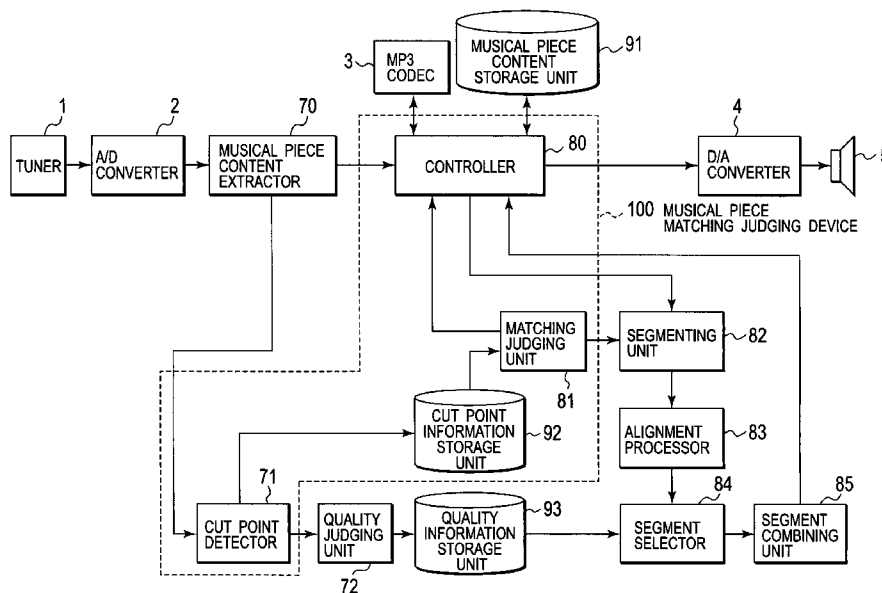 3
MP3
CODEC
MUSICAL PIECE
CONTENT
STORAGE UNIT
91
1
TUNER
2
A/D
CONVERTER
70
MUSICAL PIECE
CONTENT
EXTRACTOR
CONTROLLER
80
4
D/A
CONVERTER
100 MUSICAL PIECE
MATCHING JUDGING DEVICE
MATCHING
JUDGING
UNIT
81
SEGMENTING
UNIT
82
CUT POINT
INFORMATION
STORAGE
UNIT
92
ALIGNMENT
PROCESSOR
83
71
CUT POINT
DETECTOR
QUALITY
JUDGING
UNIT
72
QUALITY
INFORMATION
STORAGE
UNIT
93
84
SEGMENT
SELECTOR
85
SEGMENT
COMBINING
UNIT